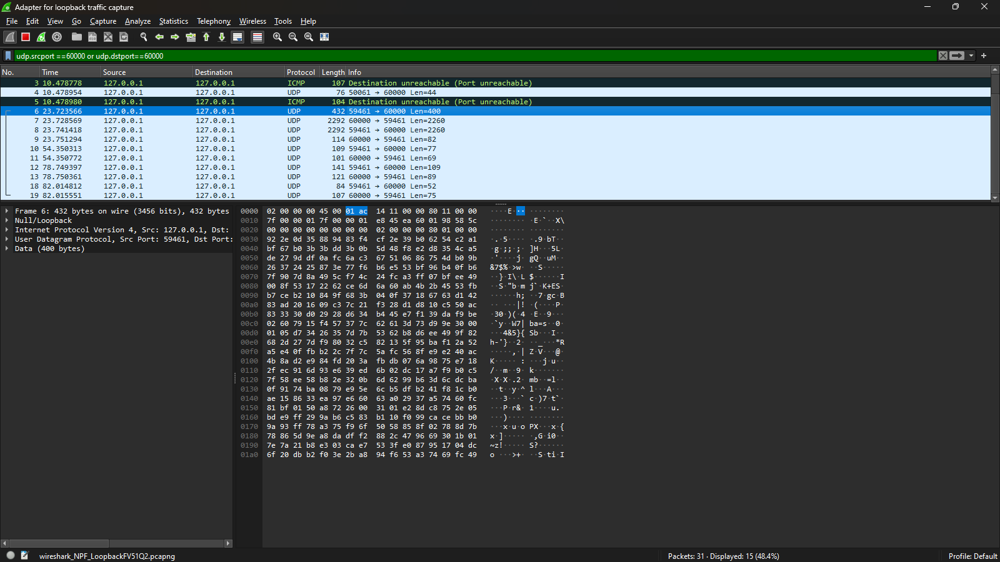 Adapter for loopback traffic capture
File Edit View Go Capture Analyze Statistics Telephony Wireless Tools Help
udp.srcport ==60000 or udp.dstport==60000
No. Time Source Destination Protocol Length Info
3 10.478778 127.0.0.1 127.0.0.1 ICMP 107 Destination unreachable (Port unreachable)
4 10.478954 127.0.0.1 127.0.0.1 UDP 76 50061 → 60000 Len=44
5 10.478980 127.0.0.1 127.0.0.1 ICMP 104 Destination unreachable (Port unreachable)
6 23.723566 127.0.0.1 127.0.0.1 UDP 432 59461 → 60000 Len=400
7 23.728569 127.0.0.1 127.0.0.1 UDP 2292 60000 → 59461 Len=2260
8 23.741418 127.0.0.1 127.0.0.1 UDP 2292 59461 → 60000 Len=2260
9 23.751294 127.0.0.1 127.0.0.1 UDP 114 60000 → 59461 Len=82
10 54.350313 127.0.0.1 127.0.0.1 UDP 109 59461 → 60000 Len=77
11 54.350772 127.0.0.1 127.0.0.1 UDP 101 60000 → 59461 Len=69
12 78.749397 127.0.0.1 127.0.0.1 UDP 141 59461 → 60000 Len=109
13 78.750361 127.0.0.1 127.0.0.1 UDP 121 60000 → 59461 Len=89
18 82.014812 127.0.0.1 127.0.0.1 UDP 84 59461 → 60000 Len=52
19 82.015551 127.0.0.1 127.0.0.1 UDP 107 60000 → 59461 Len=75
Frame 6: 432 bytes on wire (3456 bits), 432 bytes
Null/Loopback
Internet Protocol Version 4, Src: 127.0.0.1, Dst:
User Datagram Protocol, Src Port: 59461, Dst Port:
Data (400 bytes)
0000 02 00 00 00 45 00 01 ac 14 11 00 00 80 11 00 00 ····E·· ········
0010 7f 00 00 01 7f 00 00 01 e8 45 ea 60 01 98 58 5c ········ ·E·`··X\
0020 00 00 00 00 00 00 00 00 02 00 00 00 80 01 00 00 ········ ········
0030 92 2e 0d 35 88 94 83 f4 cf 2e 39 b0 62 54 c2 a1 ·.·5···· ·.9·bT··
0040 bf 67 b0 3b 3b dd 3b 0b 5d 48 f8 e2 d8 35 4c a5 ·g·;;·;· ]H···5L·
0050 de 27 9d df 0a fc 6a c3 67 51 06 86 75 4d b0 9b ·'····j· gQ··uM··
0060 26 37 24 25 87 3e 77 f6 b6 e5 53 bf 96 b4 0f b6 &7$%·>w· ··S·····
0070 7f 90 7d 8a 49 5c f7 4c 24 fc a3 ff 07 bf ee 49 ··}·I\·L $······I
0080 00 8f 53 17 22 62 ce 6d 6a 60 ab 4b 2b 45 53 fb ··S·"b·m j`·K+ES·
0090 b7 ce b2 10 84 9f 68 3b 04 0f 37 18 67 63 d1 42 ······h; ··7·gc·B
00a0 83 ad 20 16 09 c3 7c 21 f3 28 d1 d8 10 c5 50 ac ·· ···|! ·(····P·
00b0 83 33 30 d0 29 28 d6 34 b4 45 e7 f1 39 da f9 be ·30·)(·4 ·E··9···
00c0 02 60 79 15 f4 57 37 7c 62 61 3d 73 d9 9e 30 00 ·`y··W7| ba=s··0·
00d0 01 05 d7 34 26 35 7d 7b 53 62 b8 d6 ee 49 9f 82 ···4&5}{ Sb···I··
00e0 68 2d 27 7d f9 80 32 c5 82 13 5f 95 ba f1 2a 52 h-'}··2· ··_···*R
00f0 a5 e4 0f fb b2 2c 7f 7c 5a fc 56 8f e9 e2 40 ac ·····,·| Z·V···@·
0100 4b 8a d2 e9 84 fd 20 3a fb db 07 6a 98 75 e7 18 K····· : ···j·u··
0110 2f ec 91 6d 93 e6 39 ed 6b 02 dc 17 a7 f9 b0 c5 /··m··9· k·······
0120 7f 58 ee 58 b8 2e 32 0b 6d 62 99 b6 3d 6c dc ba ·X·X·.2· mb··=l··
0130 0f 91 74 ba 08 79 e9 5e 6c b5 df b2 41 f8 1c b0 ··t··y·^ l···A···
0140 ae 15 86 33 ea 97 e6 60 63 a0 29 37 a5 74 60 fc ···3···` c·)7·t`·
0150 81 bf 01 50 a8 72 26 00 31 01 e2 8d c8 75 2e 05 ···P·r&· 1····u.·
0160 bd e9 ff 29 9a b6 c5 83 b1 10 f0 99 ca ce bb b0 ···)···· ········
0170 9a 93 ff 78 a3 75 f9 6f 50 58 85 8f 02 78 8d 7b ···x·u·o PX···x·{
0180 78 86 5d 9e a8 da df f2 88 2c 47 96 69 30 1b 01 x·]····· ·,G·i0··
0190 7e 7a 21 b8 e3 03 ca e7 53 3f e0 87 95 17 04 dc ~z!····· S?······
01a0 6f 20 db b2 f0 3e 2b a8 94 f6 53 a3 74 69 fc 49 o ···>+· ··S·ti·I
wireshark_NPF_LoopbackFV51Q2.pcapng Packets: 31 · Displayed: 15 (48.4%) Profile: Default